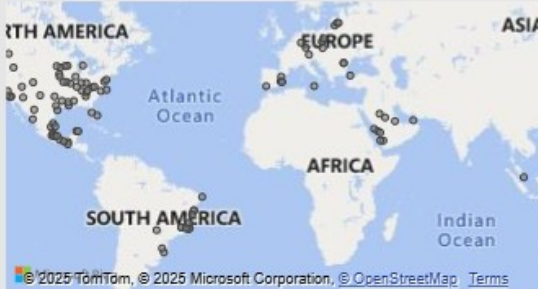 RTH AMERICA
EUROPE
ASIA
Atlantic
Ocean
AFRICA
SOUTH AMERICA
Indian
Ocean
© 2025 TomTom, © 2025 Microsoft Corporation, © OpenStreetMap Terms